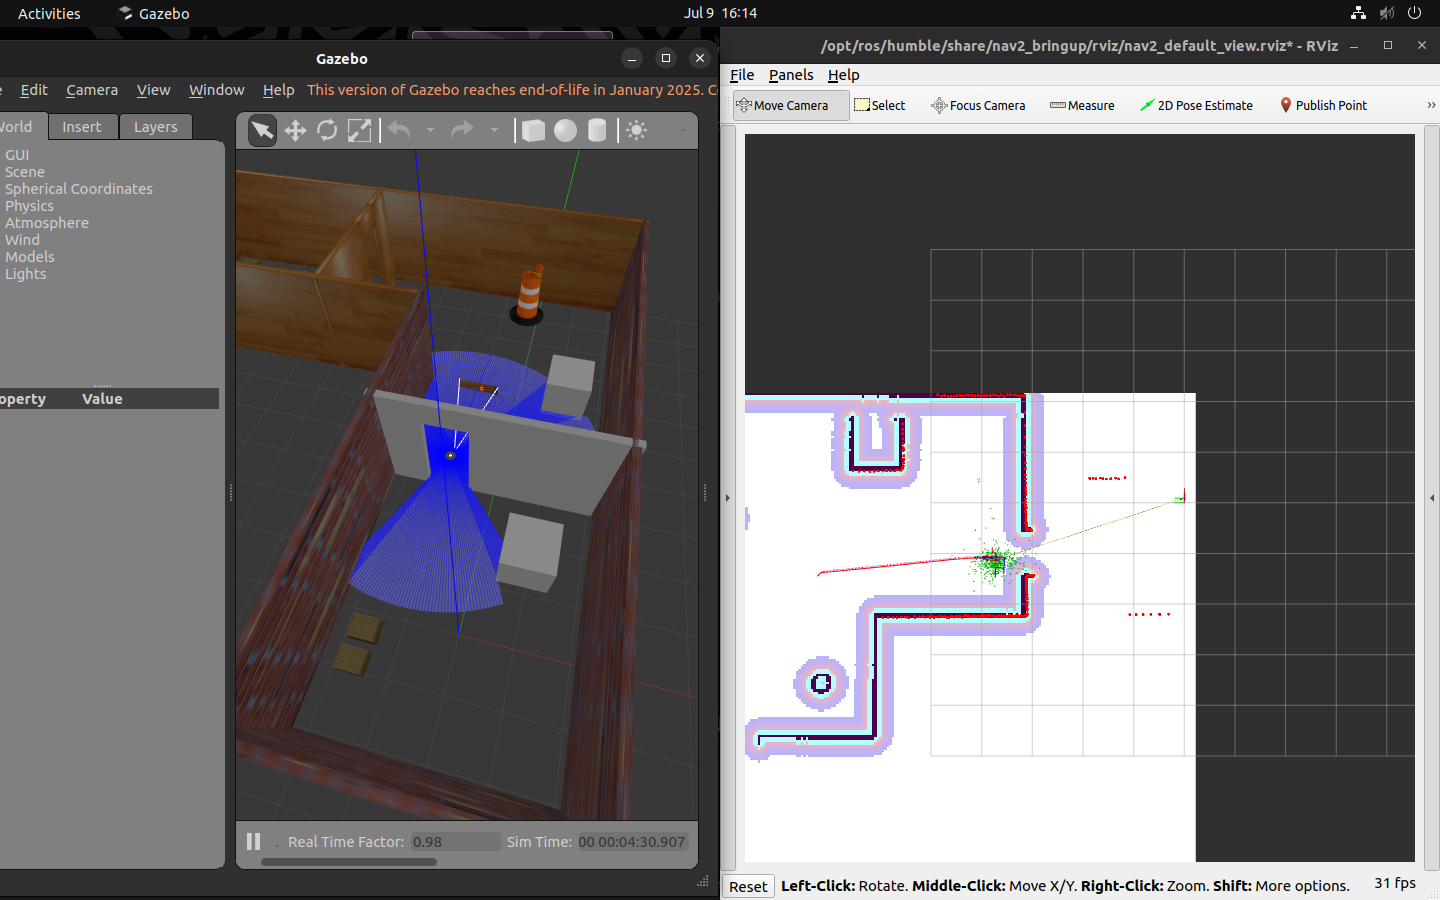 Activities Gazebo Jul 9 16:14
Gazebo
/opt/ros/humble/share/nav2_bringup/rviz/nav2_default_view.rviz* - RViz
Edit Camera View Window Help This version of Gazebo reaches end-of-life in January 2025. C
File Panels Help
Move Camera Select Focus Camera Measure 2D Pose Estimate Publish Point »
World Insert Layers
GUI
Scene
Spherical Coordinates
Physics
Atmosphere
Wind
Models
Lights
operty Value
Real Time Factor: 0.98 Sim Time: 00 00:04:30.907
Reset Left-Click: Rotate. Middle-Click: Move X/Y. Right-Click: Zoom. Shift: More options. 31 fps